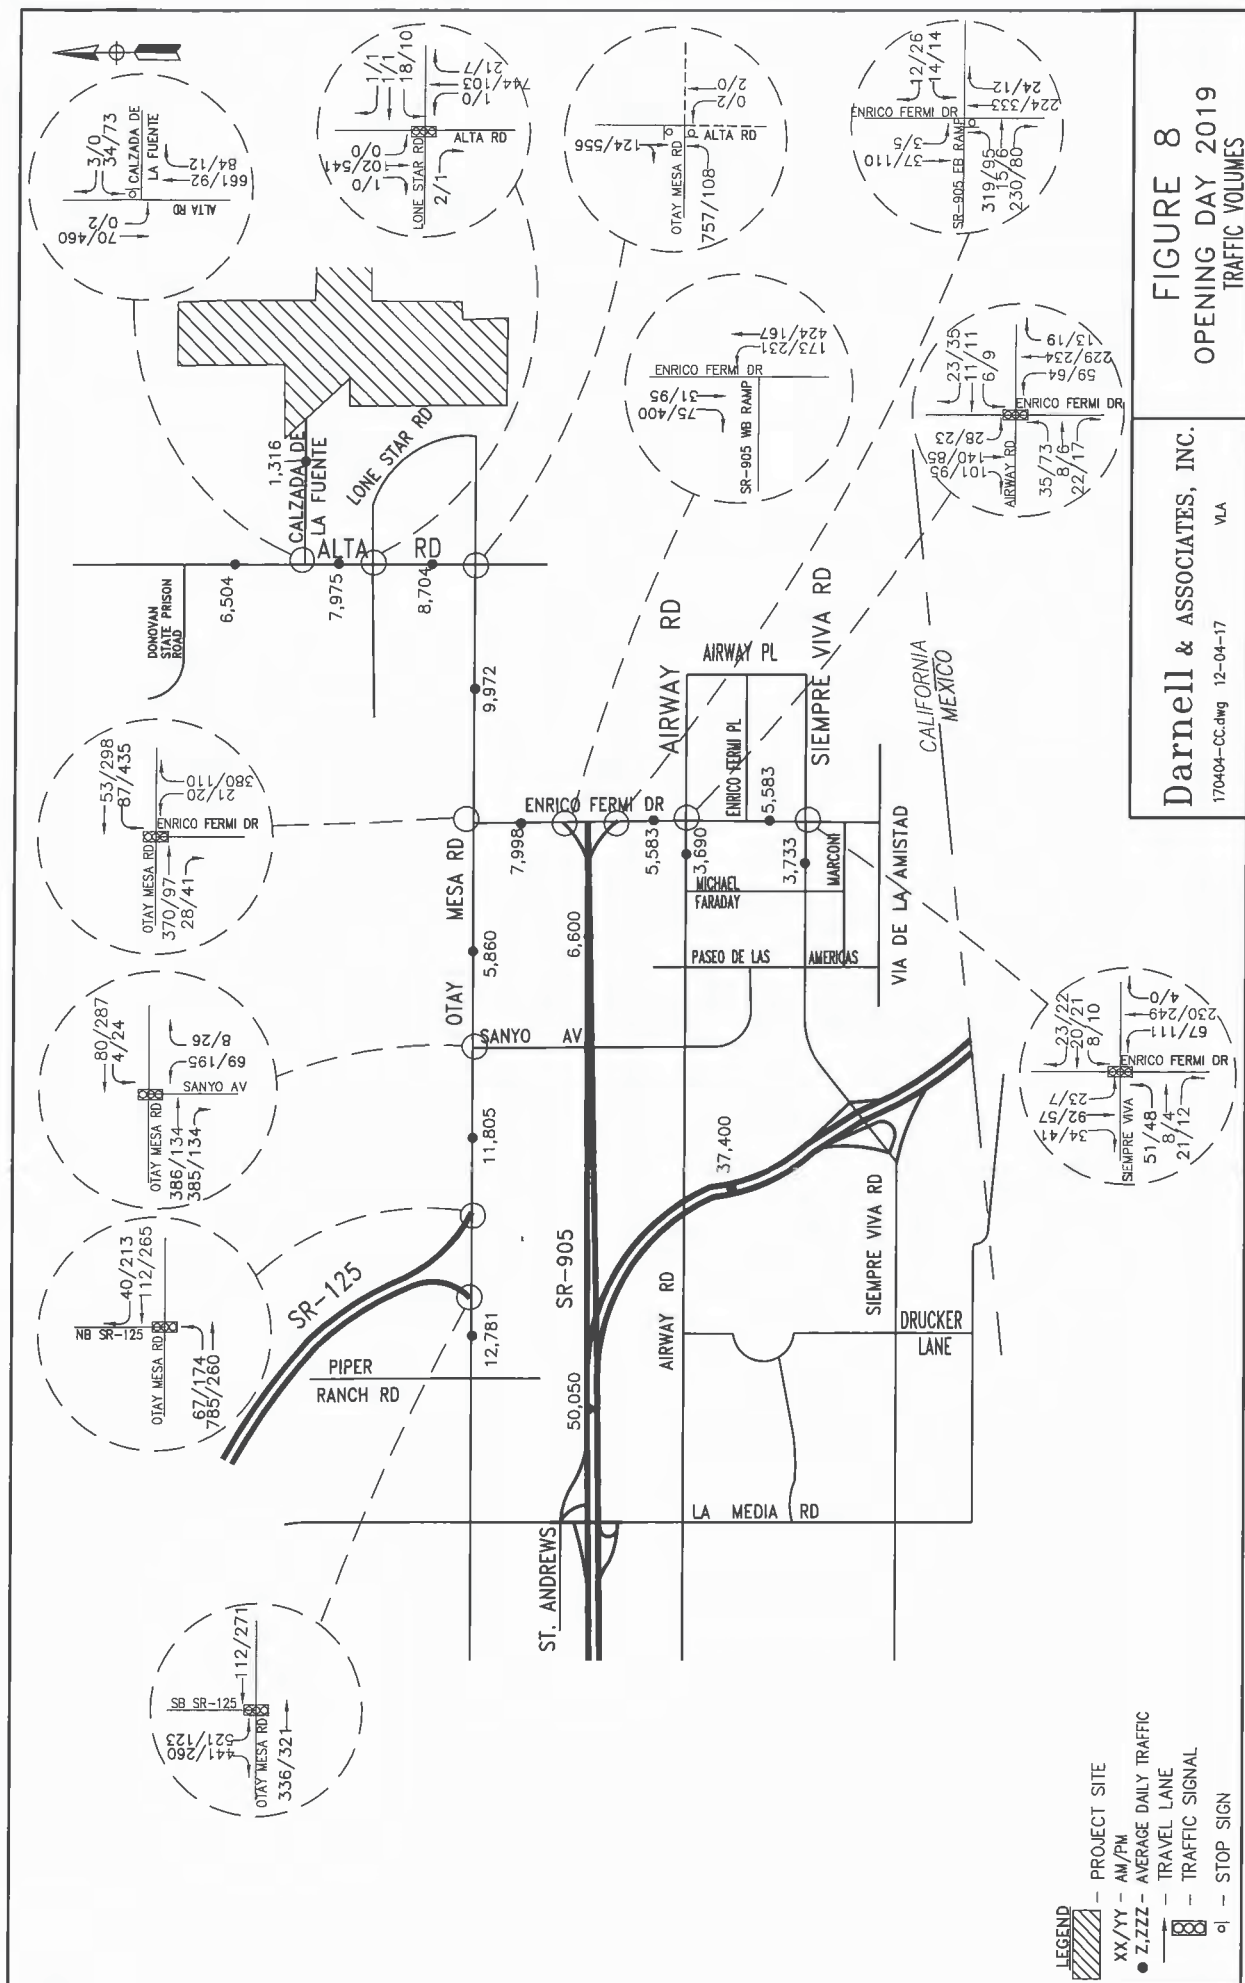 3/0
34/73
CALZADA DE
LA FUENTE
84/12
661/92
ALTA RD
0/2
70/460
1/1
1/1
18/10
21/7
744/103
1/0
ALTA RD
LONE STAR RD
0/0
102/541
1/0
2/1
2/0
0/2
ALTA RD
124/556
OTAY MESA RD
757/108
12/26
14/14
24/12
224/333
ENRICO FERMI DR
3/5
37/110
SR-905 EB RAMP
319/95
15/6
230/80
424/167
173/231
ENRICO FERMI DR
31/95
75/400
SR-905 WB RAMP
23/35
11/11
6/9
13/19
229/234
59/64
ENRICO FERMI DR
28/23
140/85
101/95
AIRWAY RD
35/73
8/6
22/17
23/22
20/21
8/10
4/0
230/249
67/111
ENRICO FERMI DR
23/7
92/57
34/41
SIEMPRE VIVA
51/48
8/4
21/12
53/298
87/435
380/110
21/20
ENRICO FERMI DR
OTAY MESA RD
370/97
28/41
80/287
4/24
8/26
69/195
SANYO AV
OTAY MESA RD
386/134
385/134
40/213
112/265
NB SR-125
OTAY MESA RD
67/174
785/260
112/271
SB SR-125
521/123
441/260
OTAY MESA RD
336/321
DONOVAN
STATE PRISON
ROAD
6,504
1,316
CALZADA DE
LA FUENTE
7,975
ALTA RD
LONE STAR RD
8,704
9,972
OTAY MESA RD
5,860
11,805
12,781
SR-125
PIPER
RANCH RD
SANYO AV
ENRICO FERMI DR
7,998
6,600
SR-905
50,050
37,400
5,583
3,690
AIRWAY RD
AIRWAY PL
ENRICO FERMI PL
5,583
3,733
SIEMPRE VIVA RD
MICHAEL
FARADAY
MARCONI
PASEO DE LAS AMERICAS
VIA DE LA AMISTAD
CALIFORNIA
MEXICO
AIRWAY RD
SIEMPRE VIVA RD
DRUCKER
LANE
LA MEDIA RD
ST. ANDREWS
LEGEND
- PROJECT SITE
XX/YY - AM/PM
Z,ZZZ - AVERAGE DAILY TRAFFIC
- TRAVEL LANE
- TRAFFIC SIGNAL
- STOP SIGN
Darnell & ASSOCIATES, INC.
170404-CC.dwg 12-04-17 VLA
FIGURE 8
OPENING DAY 2019
TRAFFIC VOLUMES